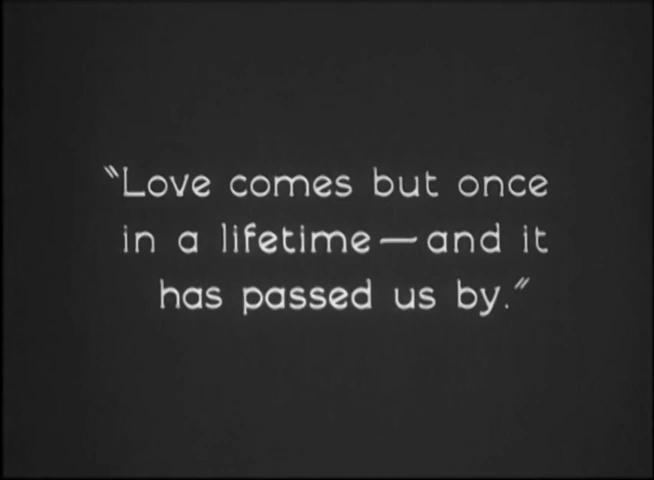 “Love comes but once
in a lifetime—and it
has passed us by.”